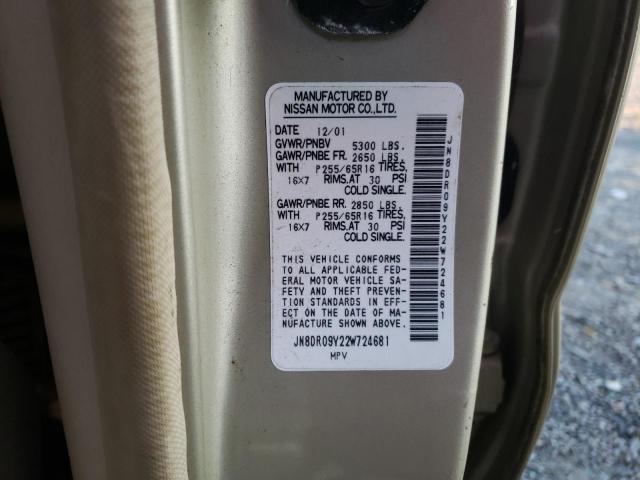 MANUFACTURED BY
NISSAN MOTOR CO.,LTD.
DATE 12/01
GVWR/PNBV 5300 LBS.
GAWR/PNBE FR. 2650 LBS.
WITH P255/65R16 TIRES,
16X7 RIMS,AT 30 PSI
COLD SINGLE.
GAWR/PNBE RR. 2850 LBS.
WITH P255/65R16 TIRES,
16X7 RIMS,AT 30 PSI
COLD SINGLE.
THIS VEHICLE CONFORMS
TO ALL APPLICABLE FED-
ERAL MOTOR VEHICLE SA-
FETY AND THEFT PREVEN-
TION STANDARDS IN EFF-
ECT ON THE DATE OF MA-
NUFACTURE SHOWN ABOVE.
JN8DR09Y22W724681
MPV
JN8DR09Y22W724681